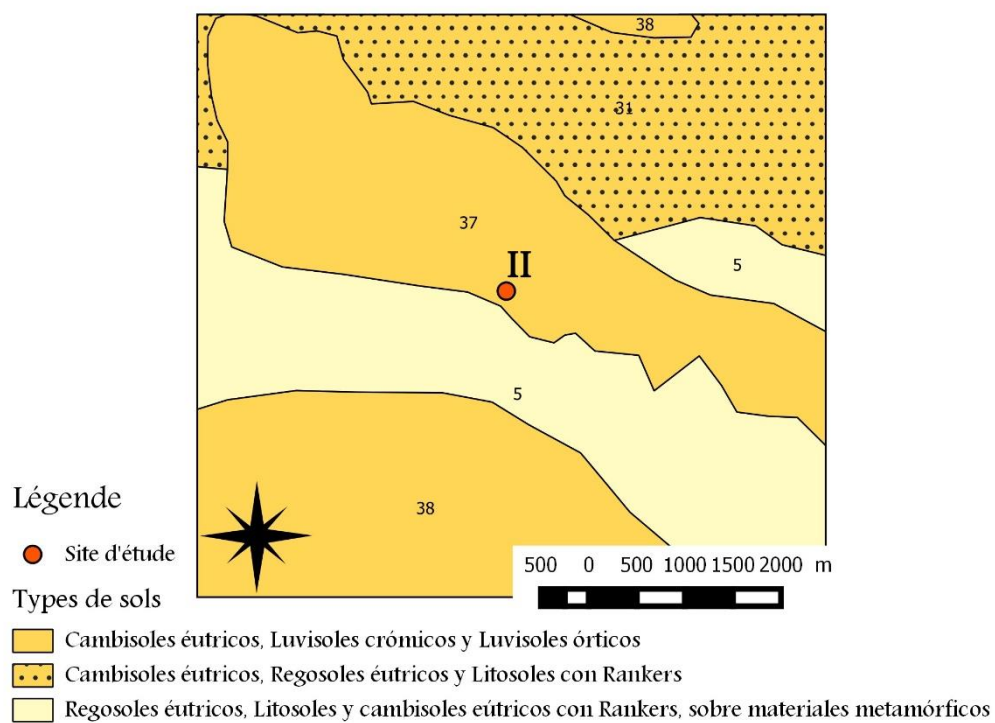 38
31
37
II
5
5
38
Légende
Site d'étude
500 0 500 1000 1500 2000 m
Types de sols
Cambisoles éutricos, Luvisoles crómicos y Luvisoles órticos
Cambisoles éutricos, Regosoles éutricos y Litosoles con Rankers
Regosoles éutricos, Litosoles y cambisoles eútricos con Rankers, sobre materiales metamórficos